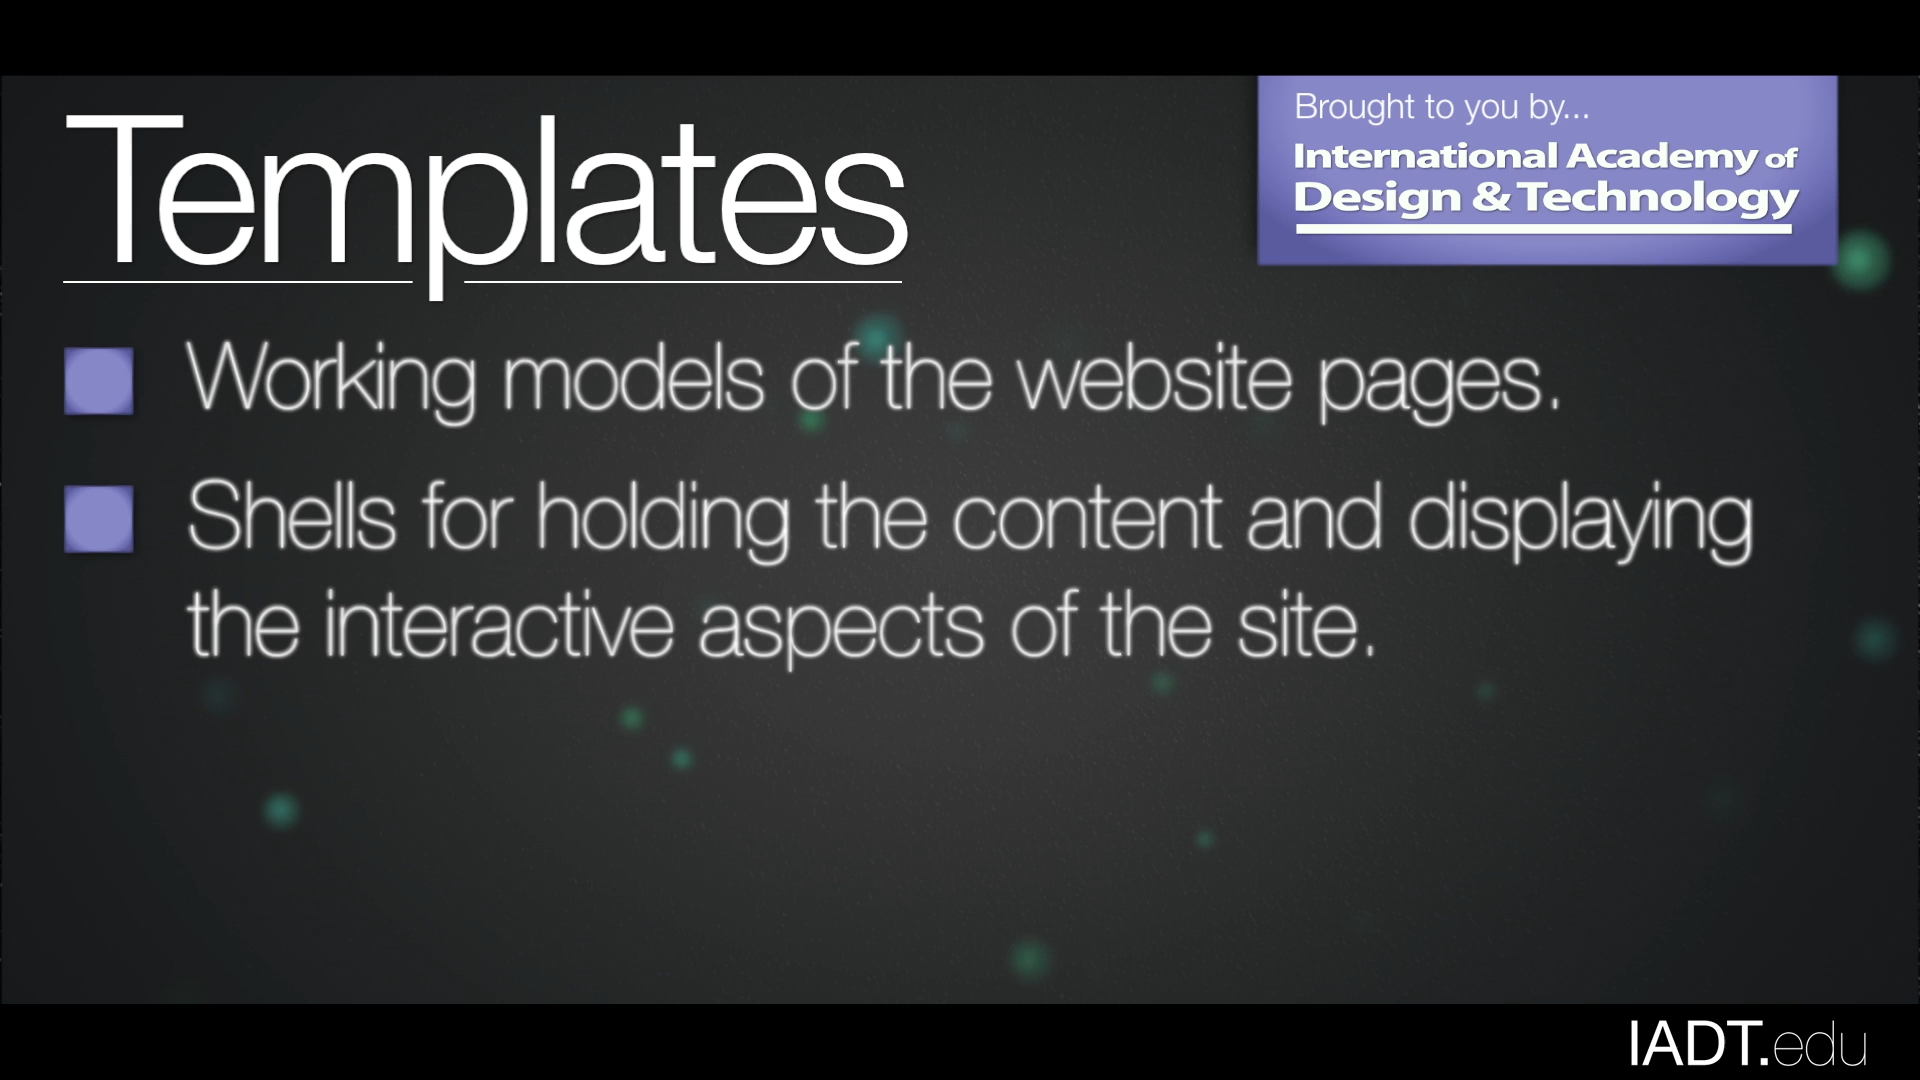 Templates
Brought to you by...
International Academy of
Design & Technology
Working models of the website pages.
Shells for holding the content and displaying
the interactive aspects of the site.
IADT.edu